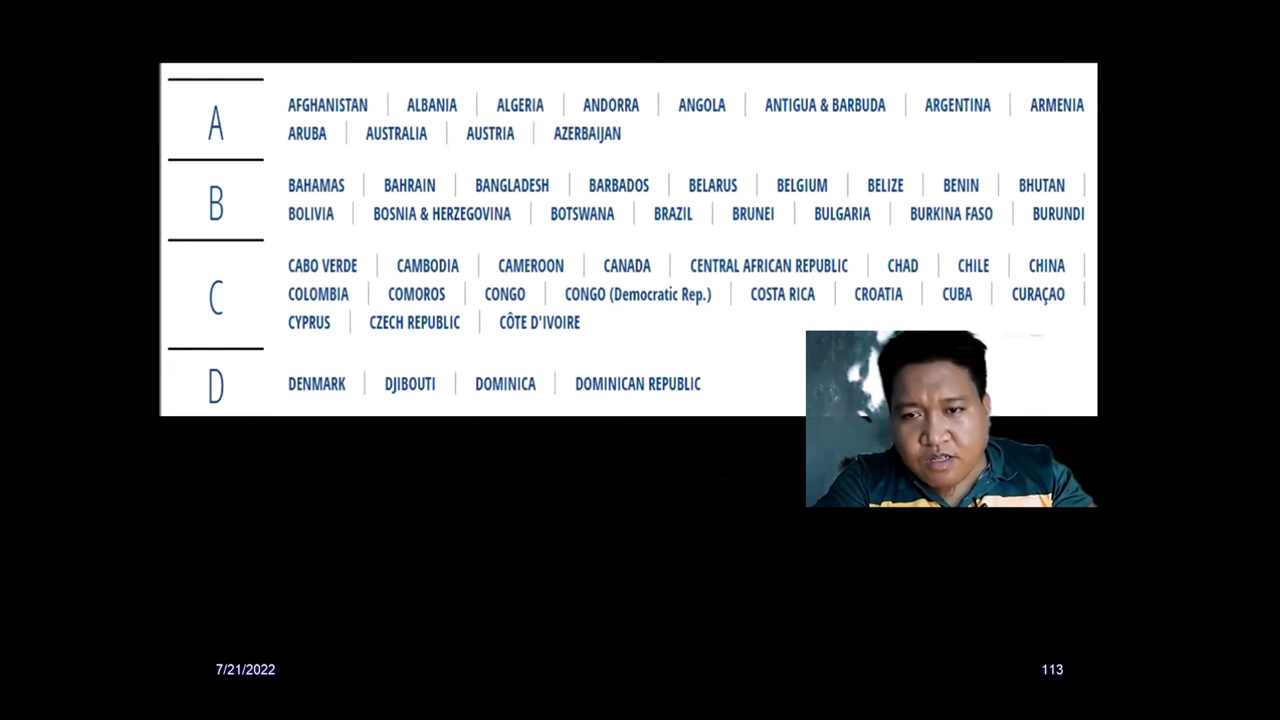 A
AFGHANISTAN | ALBANIA | ALGERIA | ANDORRA | ANGOLA | ANTIGUA & BARBUDA | ARGENTINA | ARMENIA
ARUBA | AUSTRALIA | AUSTRIA | AZERBAIJAN
B
BAHAMAS | BAHRAIN | BANGLADESH | BARBADOS | BELARUS | BELGIUM | BELIZE | BENIN | BHUTAN |
BOLIVIA | BOSNIA & HERZEGOVINA | BOTSWANA | BRAZIL | BRUNEI | BULGARIA | BURKINA FASO | BURUNDI
C
CABO VERDE | CAMBODIA | CAMEROON | CANADA | CENTRAL AFRICAN REPUBLIC | CHAD | CHILE | CHINA |
COLOMBIA | COMOROS | CONGO | CONGO (Democratic Rep.) | COSTA RICA | CROATIA | CUBA | CURAÇAO |
CYPRUS | CZECH REPUBLIC | CÔTE D'IVOIRE
D
DENMARK | DJIBOUTI | DOMINICA | DOMINICAN REPUBLIC
7/21/2022
113